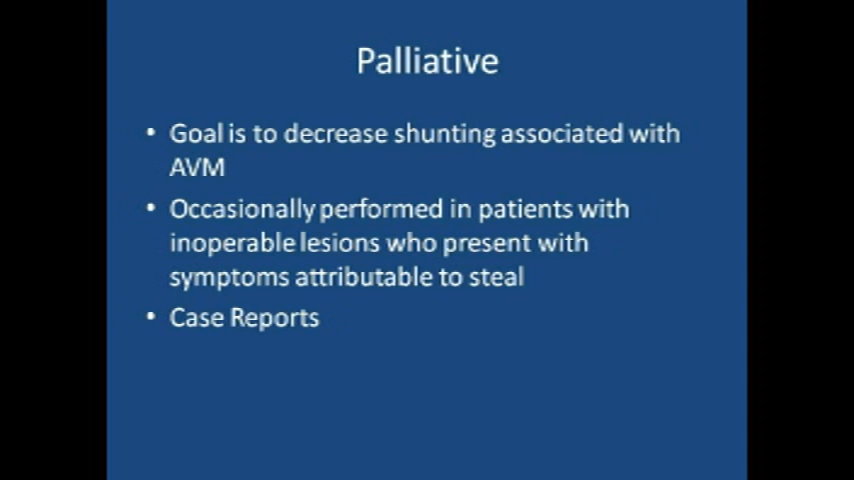 Palliative
• Goal is to decrease shunting associated with
AVM
• Occasionally performed in patients with
inoperable lesions who present with
symptoms attributable to steal
• Case Reports